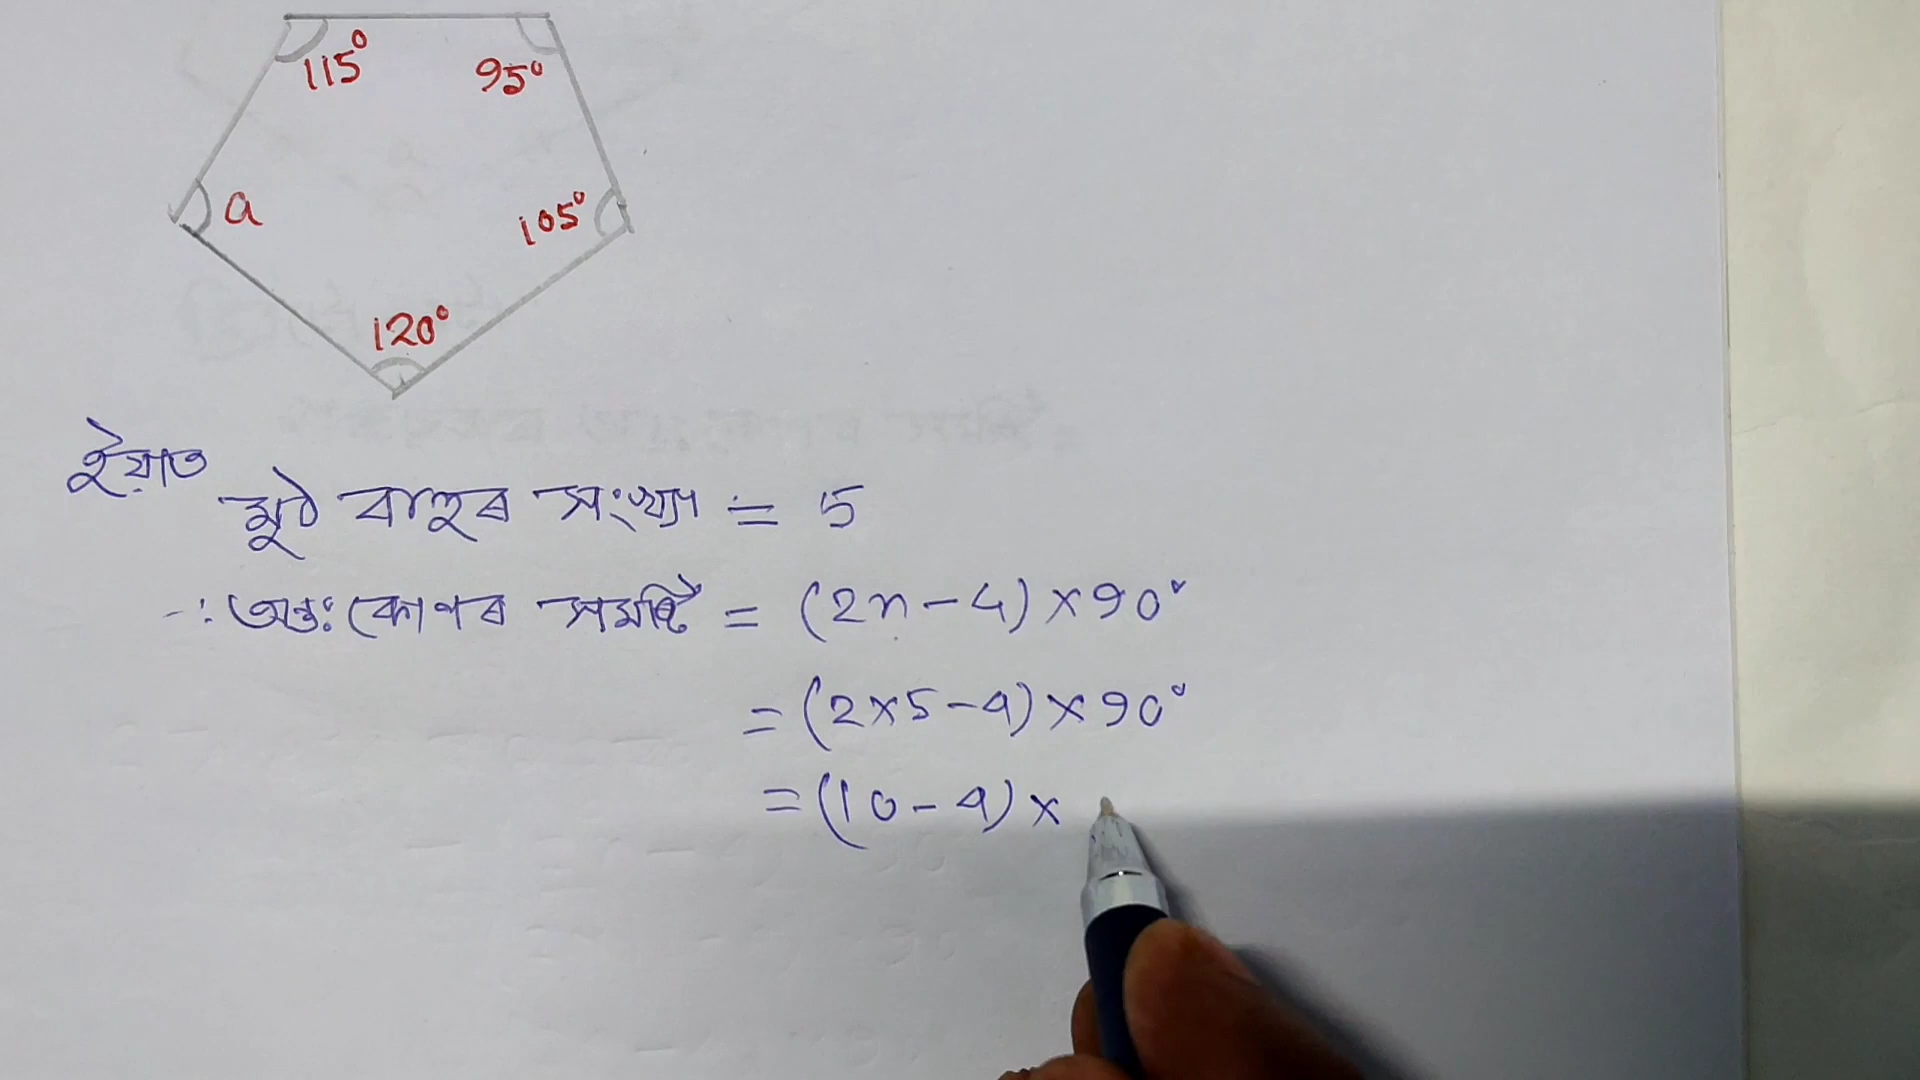 115° 95°
a 105°
120°
ইয়াত
মুঠ বাহুৰ সংখ্যা = 5
∴ অন্তঃকোণৰ সমষ্টি = (2n-4)×90°
= (2×5-4)×90°
= (10-4)×